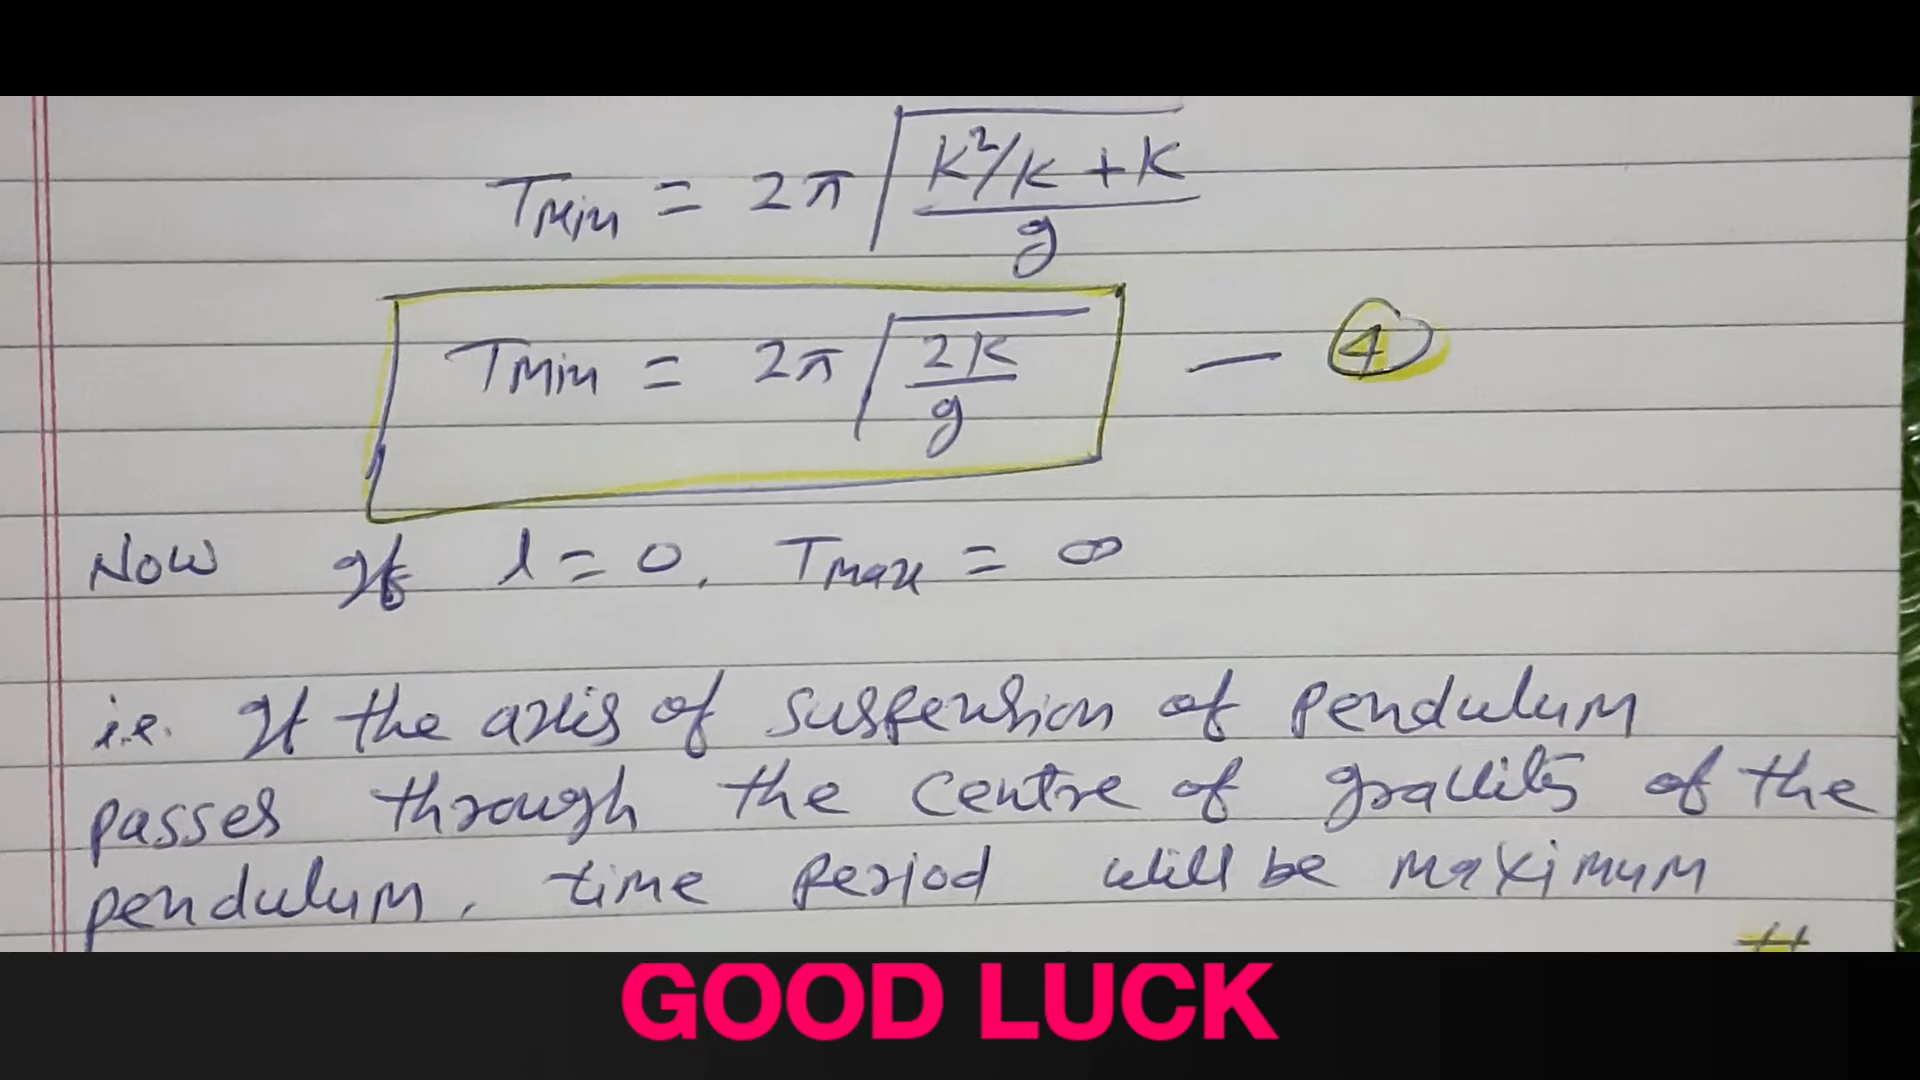 Tmin = 2π √(K²/K + K / g)
Tmin = 2π √(2K / g) — ④
Now If l = 0, Tmax = ∞
i.e. If the axis of suspension of pendulum
passes through the centre of gravity of the
pendulum, time period will be maximum
GOOD LUCK